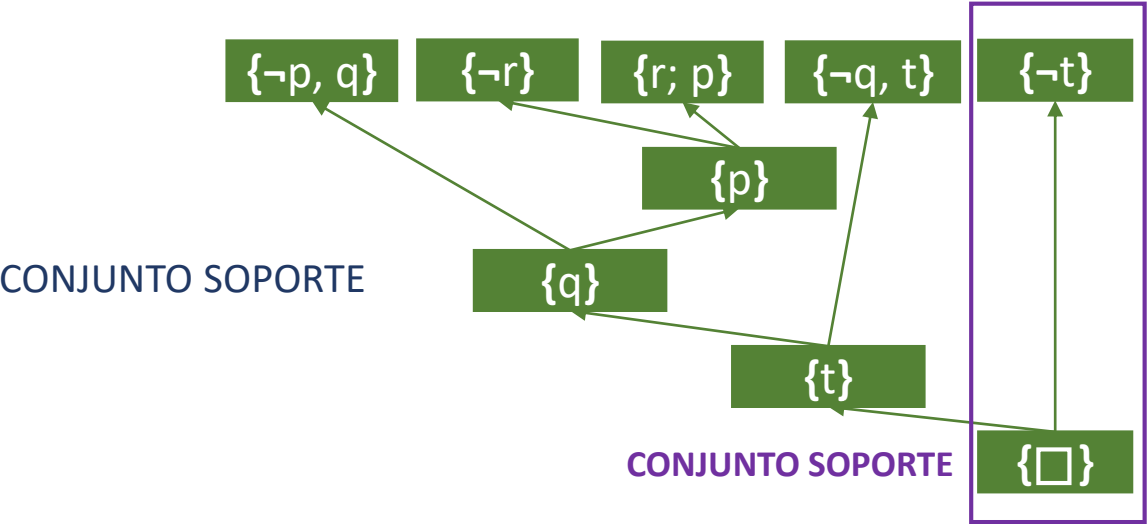 {¬p, q} {¬r} {r; p} {¬q, t} {¬t}
{p}
CONJUNTO SOPORTE {q}
{t}
CONJUNTO SOPORTE {□}